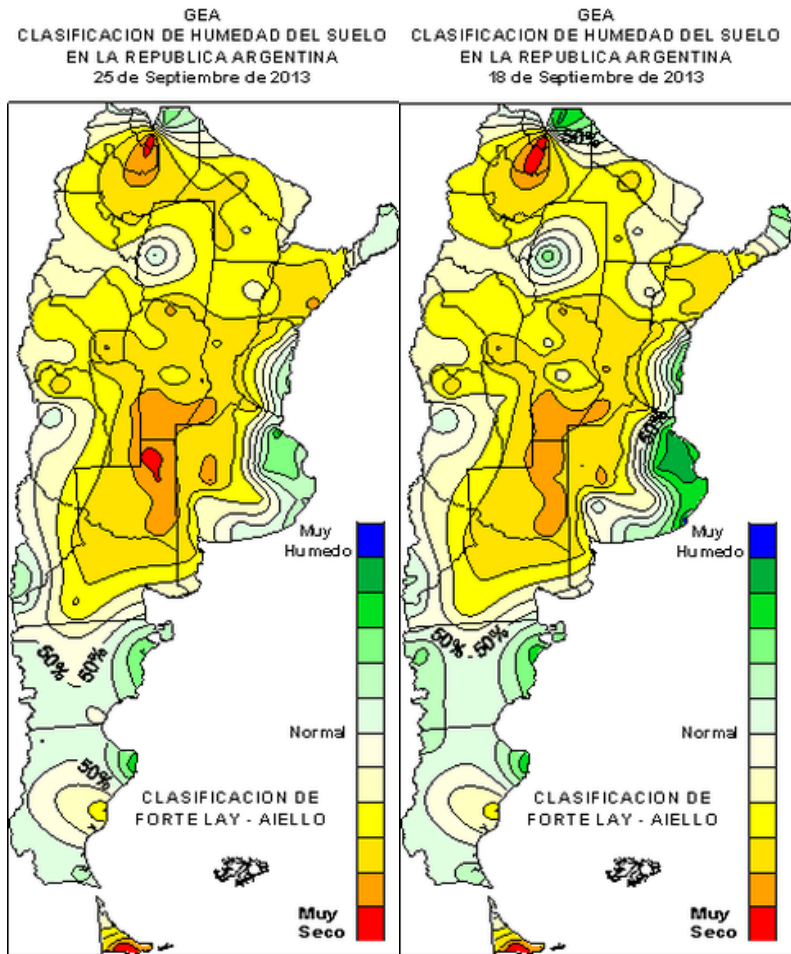 GEA
CLASIFICACION DE HUMEDAD DEL SUELO
EN LA REPUBLICA ARGENTINA
25 de Septiembre de 2013
50%
50%
50%
Muy
Humedo
Normal
CLASIFICACION DE
FORTE LAY - AIELLO
Muy
Seco
GEA
CLASIFICACION DE HUMEDAD DEL SUELO
EN LA REPUBLICA ARGENTINA
18 de Septiembre de 2013
50%
50%
50%
50%
Muy
Humedo
Normal
CLASIFICACION DE
FORTE LAY - AIELLO
Muy
Seco